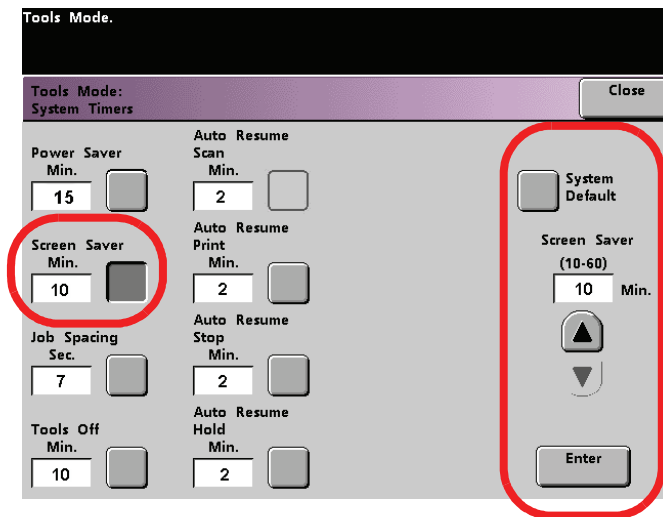 Tools Mode.
Tools Mode:
System Timers
Close
Power Saver
Min.
15
Screen Saver
Min.
10
Job Spacing
Sec.
7
Tools Off
Min.
10
Auto Resume
Scan
Min.
2
Auto Resume
Print
Min.
2
Auto Resume
Stop
Min.
2
Auto Resume
Hold
Min.
2
System
Default
Screen Saver
(10-60)
10 Min.
Enter